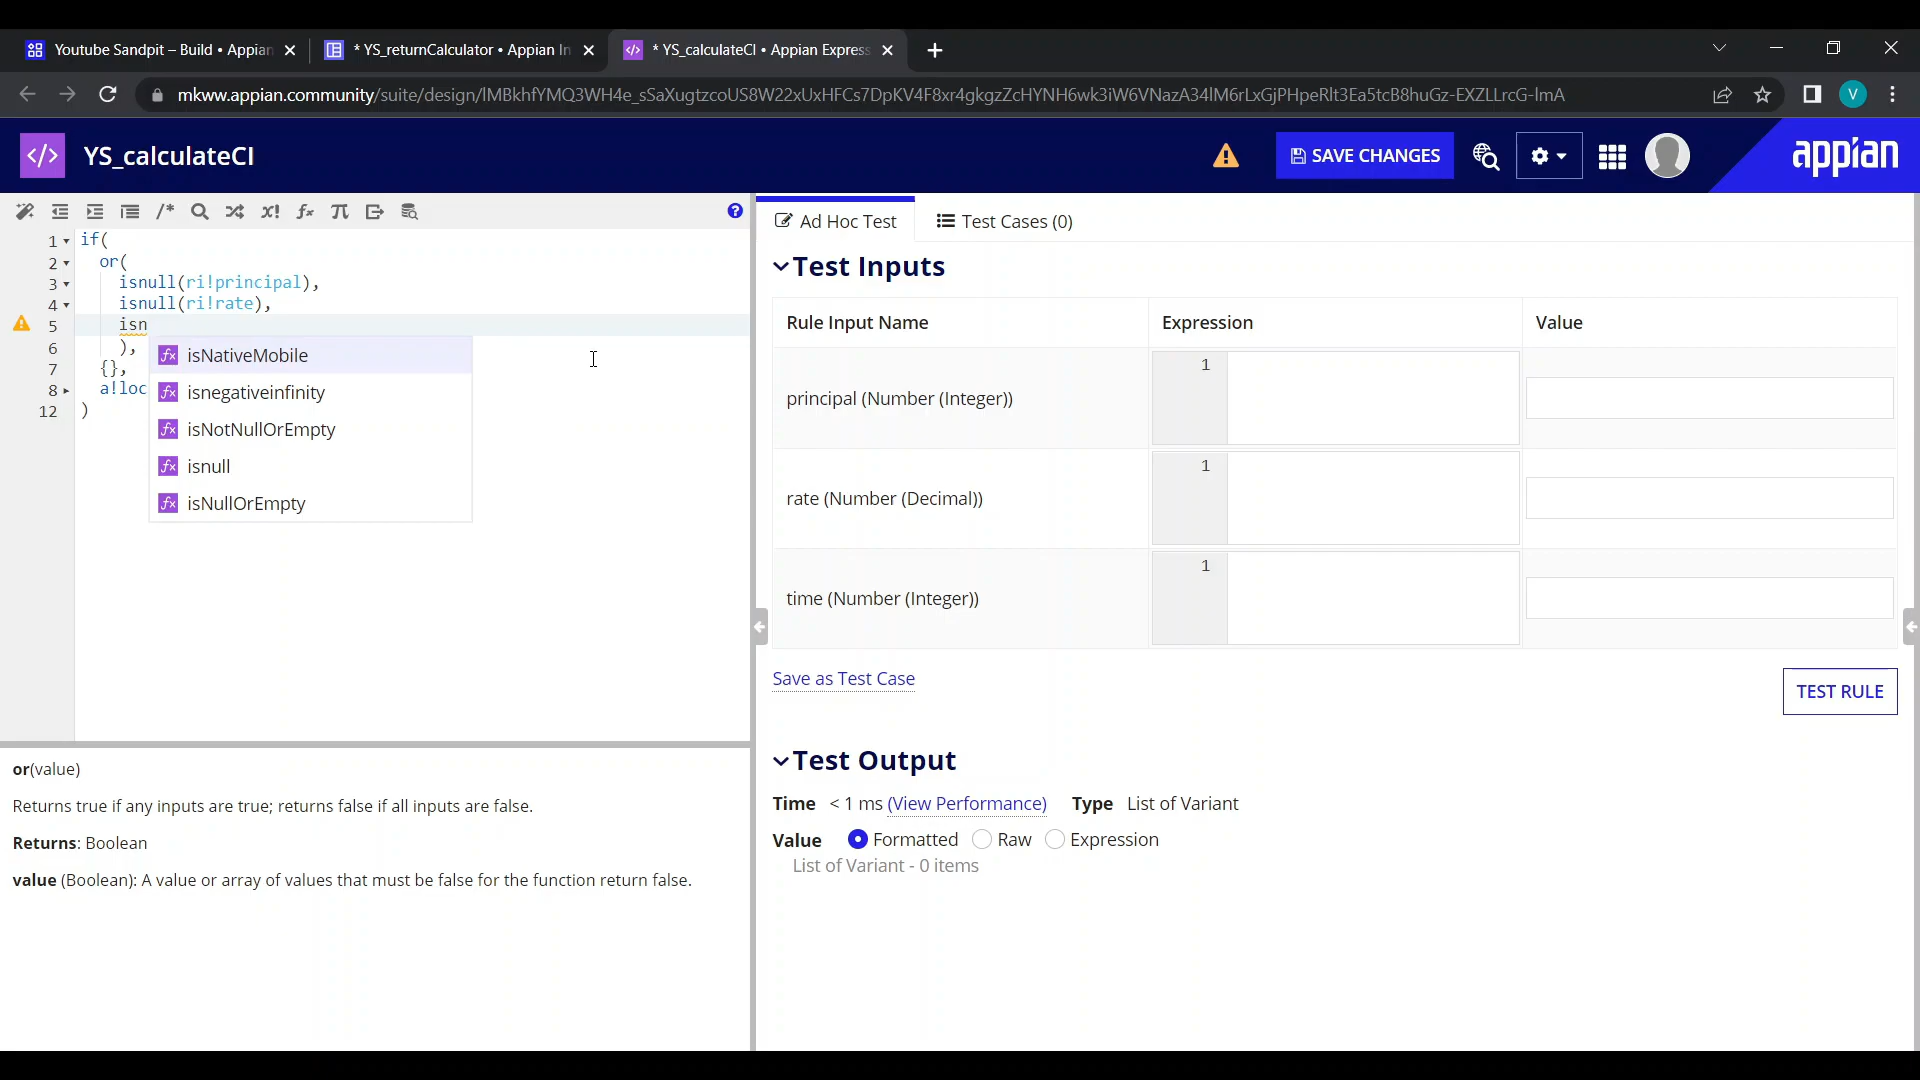 Youtube Sandpit – Build • Appian
* YS_returnCalculator • Appian In
* YS_calculateCI • Appian Express
mkww.appian.community/suite/design/lMBkhfYMQ3WH4e_sSaXugtzcoUS8W22xUxHFCs7DpKV4F8xr4gkgzZcHYNH6wk3iW6VNazA34lM6rLxGjPHpeRlt3Ea5tcB8huGz-EXZLLrcG-lmA
V
YS_calculateCI
SAVE CHANGES
appian
1 if(
2 or(
3 isnull(ri!principal),
4 isnull(ri!rate),
5 isn
6 ),
7 {},
8 a!loc
12 )
isNativeMobile
isnegativeinfinity
isNotNullOrEmpty
isnull
isNullOrEmpty
or(value)
Returns true if any inputs are true; returns false if all inputs are false.
Returns: Boolean
value (Boolean): A value or array of values that must be false for the function return false.
Ad Hoc Test
Test Cases (0)
Test Inputs
Rule Input Name Expression Value
principal (Number (Integer)) 1
rate (Number (Decimal)) 1
time (Number (Integer)) 1
Save as Test Case
TEST RULE
Test Output
Time < 1 ms (View Performance) Type List of Variant
Value Formatted Raw Expression
List of Variant - 0 items